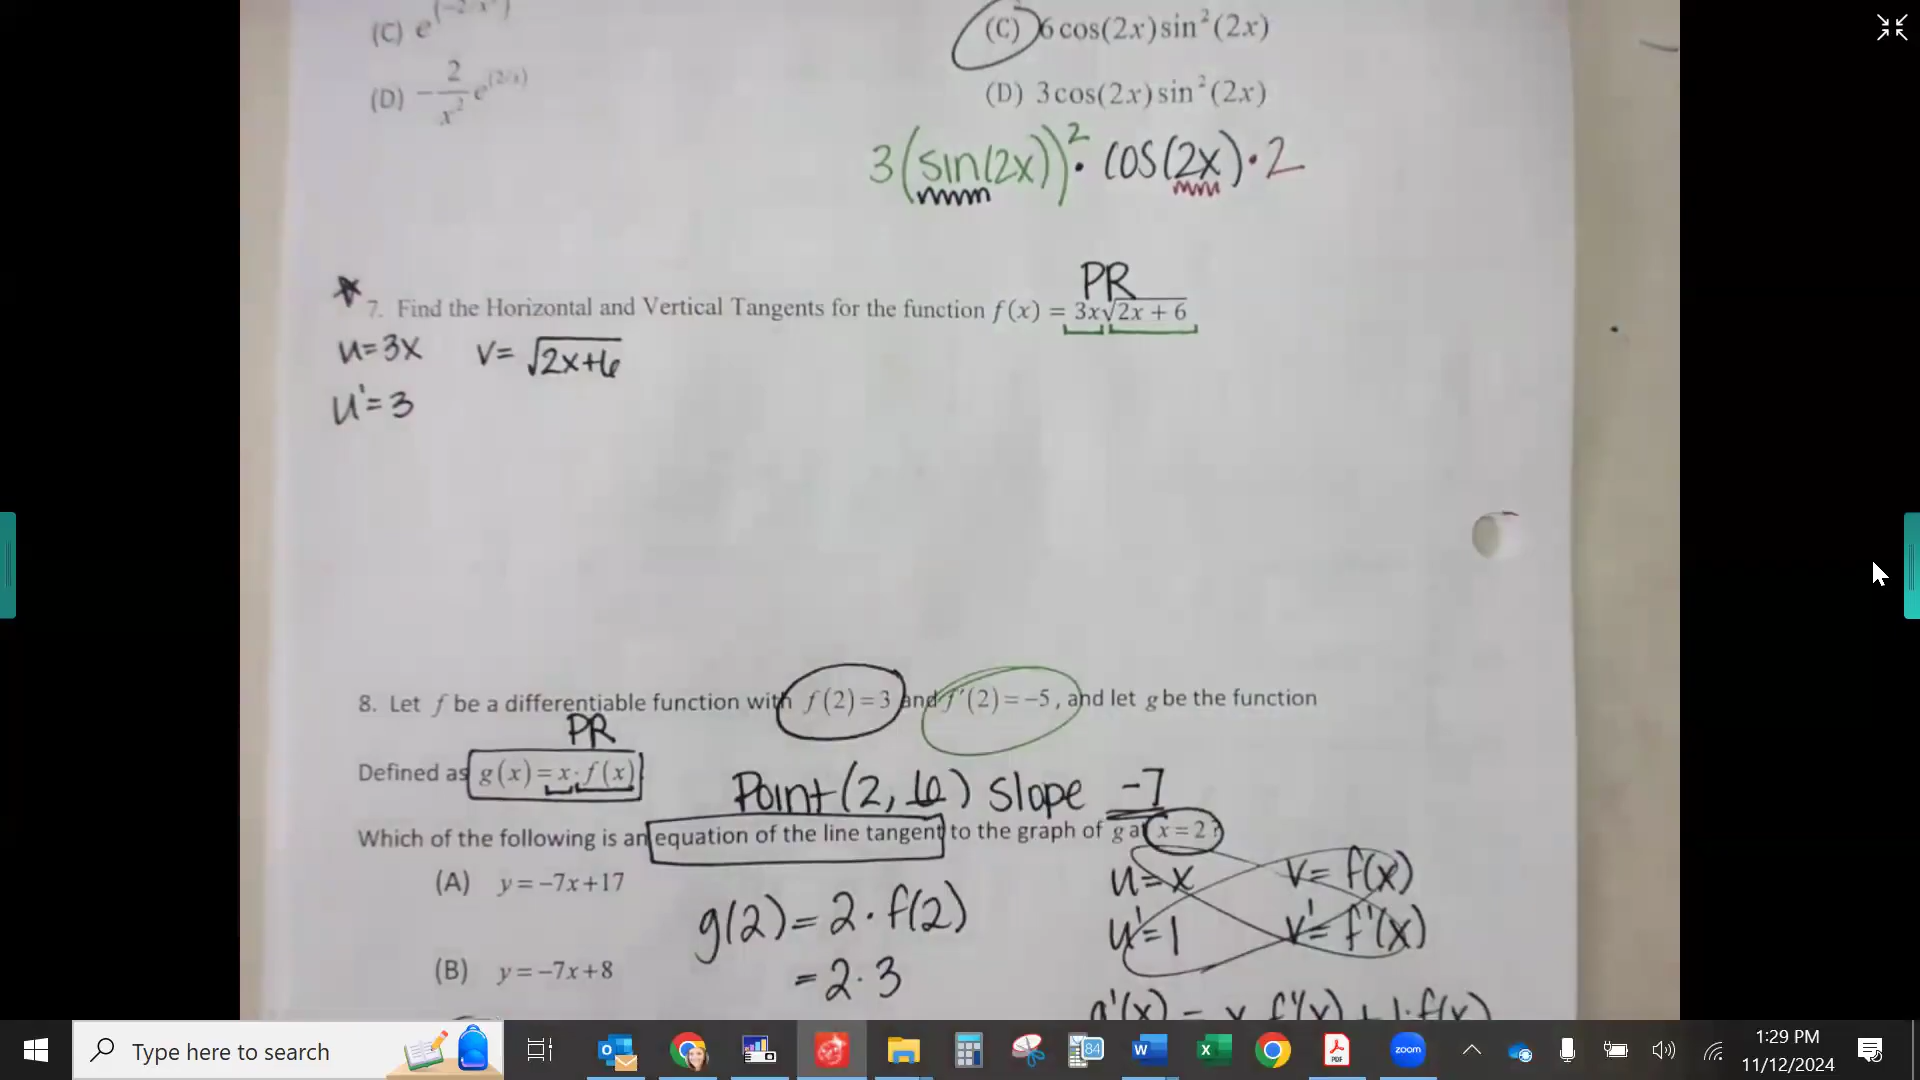 (C) e^(-2/x²)
(D) -2/x² e^(2/x)
(C) 6cos(2x)sin²(2x)
(D) 3cos(2x)sin²(2x)
3(sin(2x))² · cos(2x) · 2
PR
7. Find the Horizontal and Vertical Tangents for the function f(x) = 3x√2x + 6
u=3x v=√2x+6
u'=3
8. Let f be a differentiable function with f(2)=3 and f'(2)=-5, and let g be the function
PR
Defined as g(x)=x·f(x)
Point (2, 6) slope -7
Which of the following is an equation of the line tangent to the graph of g at x=2?
(A) y=-7x+17
u=x v=f(x)
g(2)=2·f(2)
u'=1 v'=f'(x)
(B) y=-7x+8
=2·3
g'(x) = x·f'(x)+1·f(x)
Type here to search
84
zoom
1:29 PM
11/12/2024